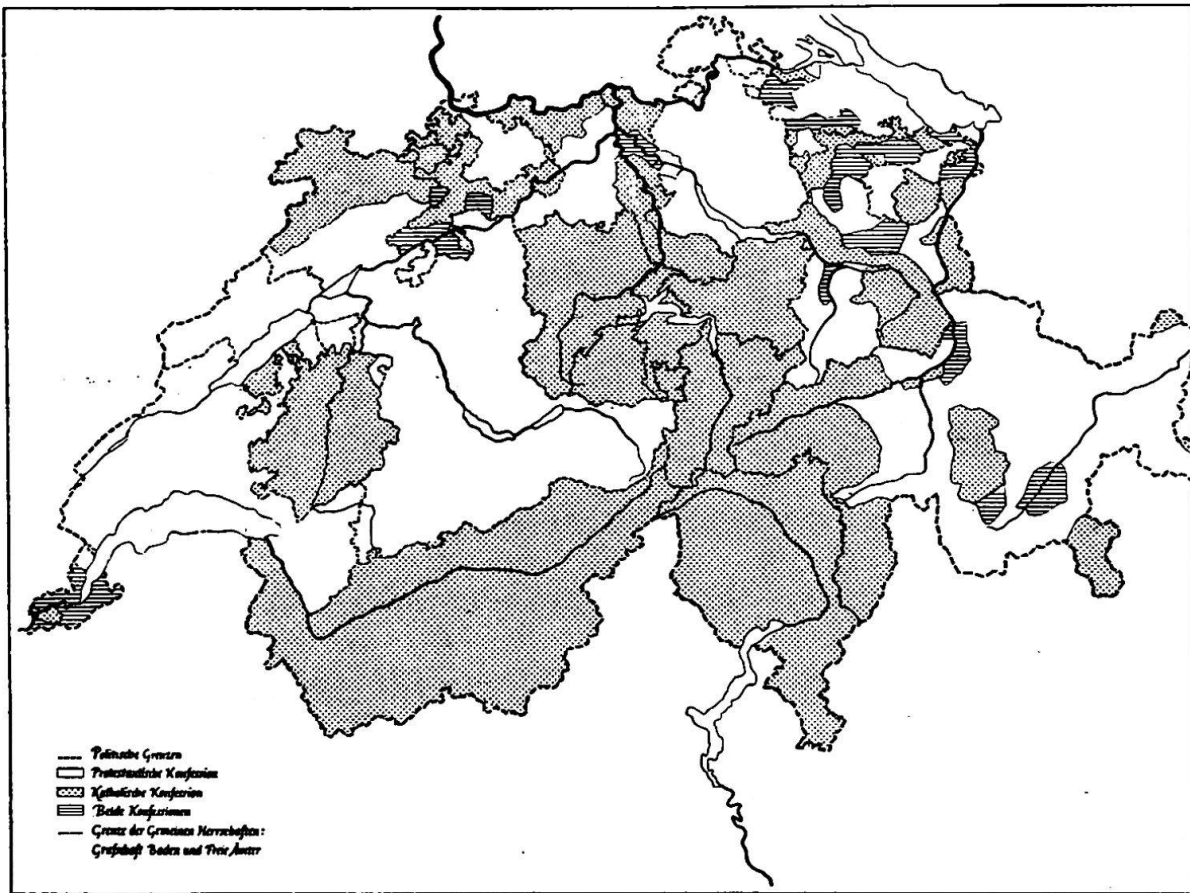 Politische Grenzen
Protestantische Konfession
Katholische Konfession
Beide Konfessionen
Grenze der Gemeinen Herrschaften:
Grafschaft Baden und Freie Ämter